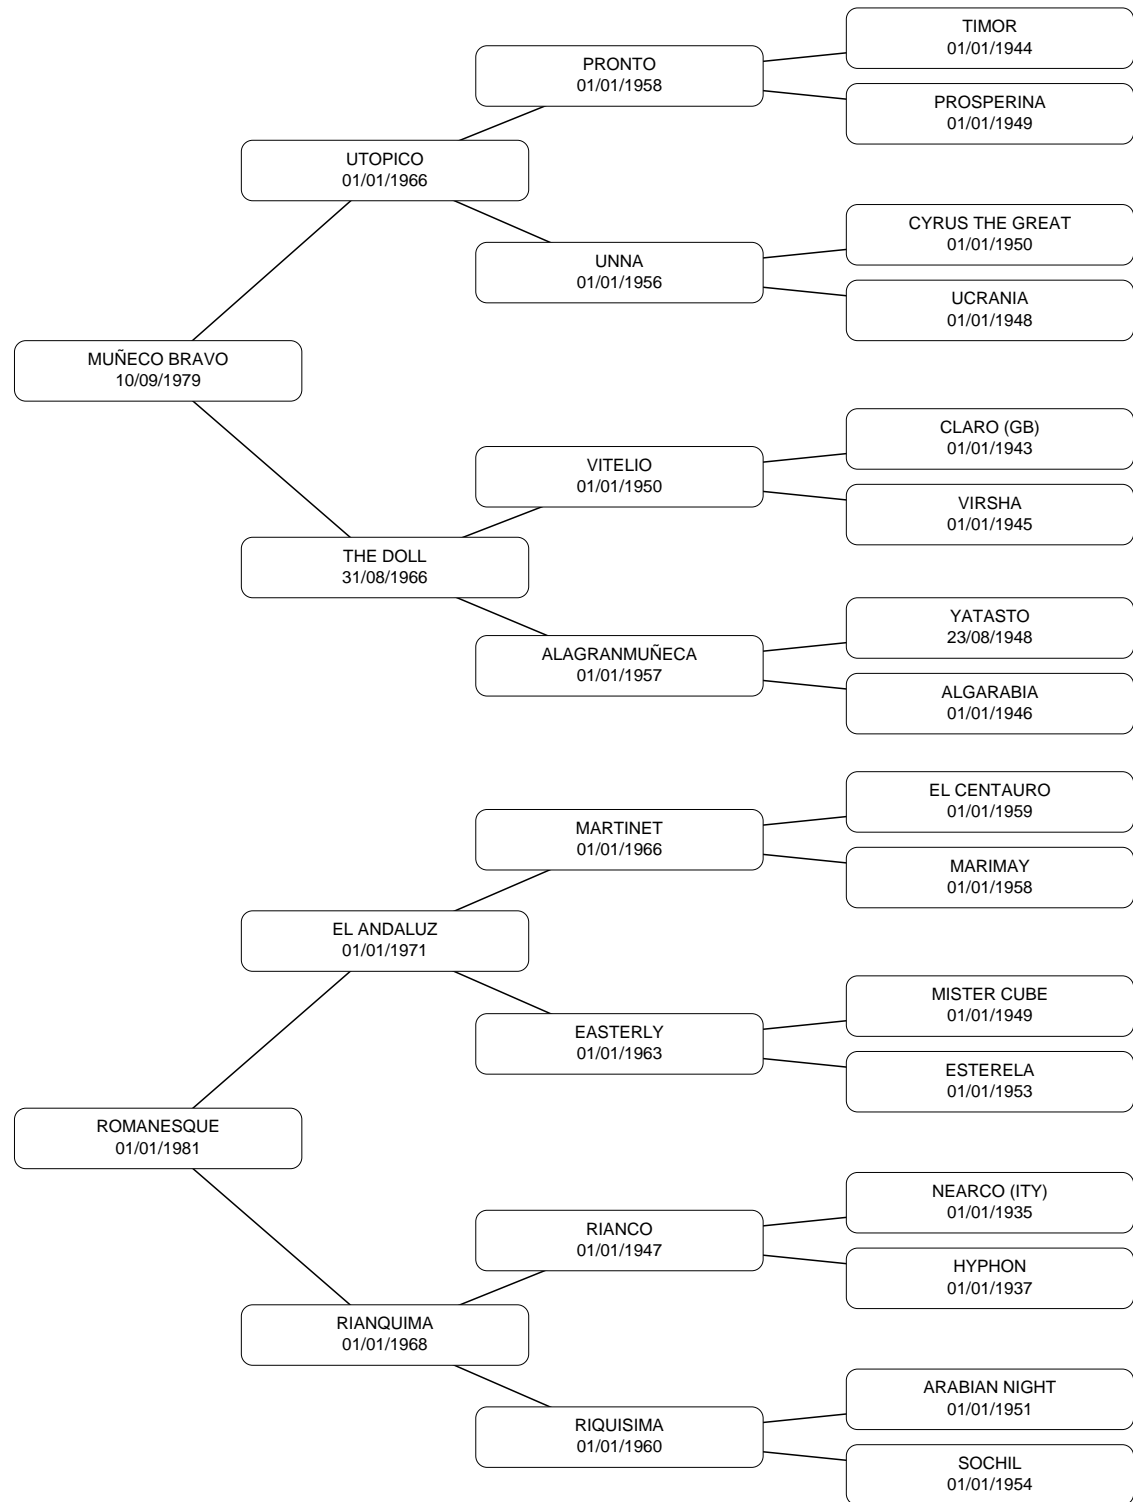 TIMOR
01/01/1944
PRONTO
01/01/1958
PROSPERINA
01/01/1949
UTOPICO
01/01/1966
CYRUS THE GREAT
01/01/1950
UNNA
01/01/1956
UCRANIA
01/01/1948
MUÑECO BRAVO
10/09/1979
CLARO (GB)
01/01/1943
VITELIO
01/01/1950
VIRSHA
01/01/1945
THE DOLL
31/08/1966
YATASTO
23/08/1948
ALAGRANMUÑECA
01/01/1957
ALGARABIA
01/01/1946
EL CENTAURO
01/01/1959
MARTINET
01/01/1966
MARIMAY
01/01/1958
EL ANDALUZ
01/01/1971
MISTER CUBE
01/01/1949
EASTERLY
01/01/1963
ESTERELA
01/01/1953
ROMANESQUE
01/01/1981
NEARCO (ITY)
01/01/1935
RIANCO
01/01/1947
HYPHON
01/01/1937
RIANQUIMA
01/01/1968
ARABIAN NIGHT
01/01/1951
RIQUISIMA
01/01/1960
SOCHIL
01/01/1954